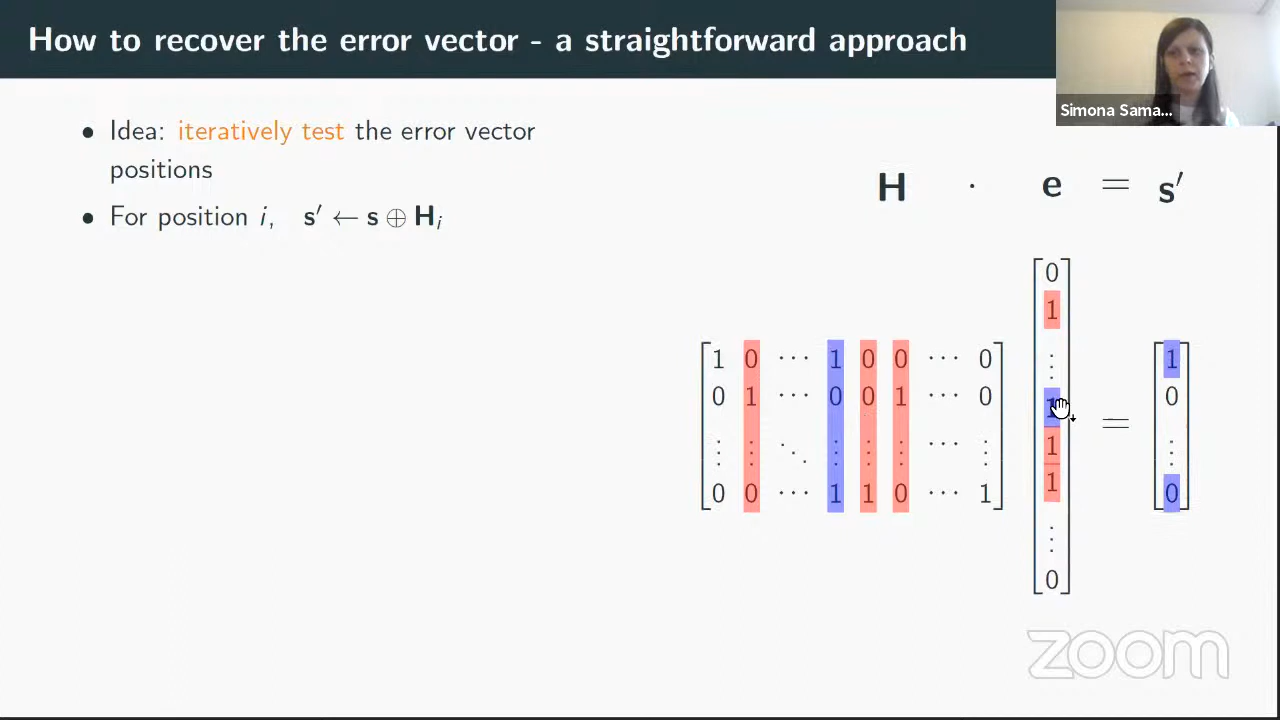 How to recover the error vector - a straightforward approach
Simona Sama...
• Idea: iteratively test the error vector
positions
• For position i, s′ ← s ⊕ H_i
H · e = s′
0
1
⋮
1
1
1
⋮
0
1 0 ⋯ 1 0 0 ⋯ 0
0 1 ⋯ 0 0 1 ⋯ 0
⋮ ⋮ ⋱ ⋮ ⋮ ⋮ ⋯ ⋮
0 0 ⋯ 1 1 0 ⋯ 1
=
1
0
⋮
0
zoom